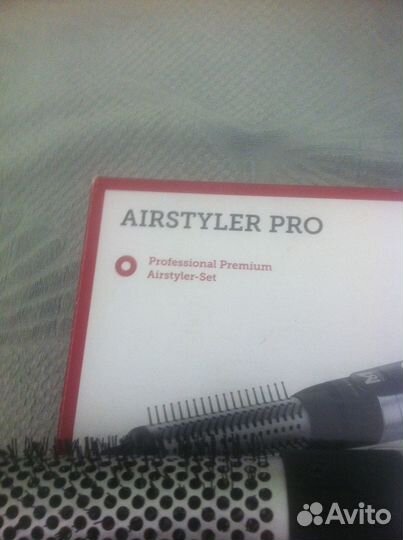 AIRSTYLER PRO
Professional Premium
Airstyler-Set
Avito